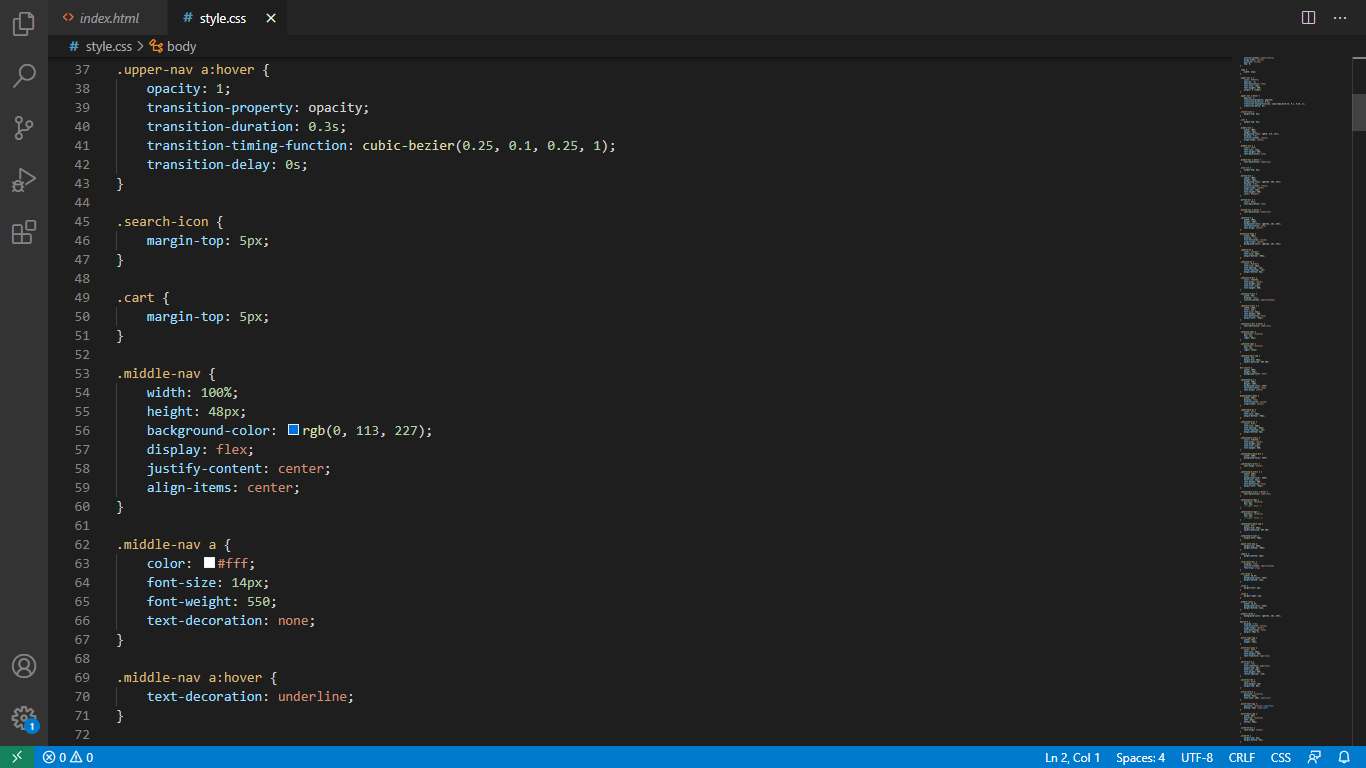 index.html
style.css
style.css > body
37 .upper-nav a:hover {
38     opacity: 1;
39     transition-property: opacity;
40     transition-duration: 0.3s;
41     transition-timing-function: cubic-bezier(0.25, 0.1, 0.25, 1);
42     transition-delay: 0s;
43 }
44
45 .search-icon {
46     margin-top: 5px;
47 }
48
49 .cart {
50     margin-top: 5px;
51 }
52
53 .middle-nav {
54     width: 100%;
55     height: 48px;
56     background-color: rgb(0, 113, 227);
57     display: flex;
58     justify-content: center;
59     align-items: center;
60 }
61
62 .middle-nav a {
63     color: #fff;
64     font-size: 14px;
65     font-weight: 550;
66     text-decoration: none;
67 }
68
69 .middle-nav a:hover {
70     text-decoration: underline;
71 }
72
1
0 0 Ln 2, Col 1 Spaces: 4 UTF-8 CRLF CSS